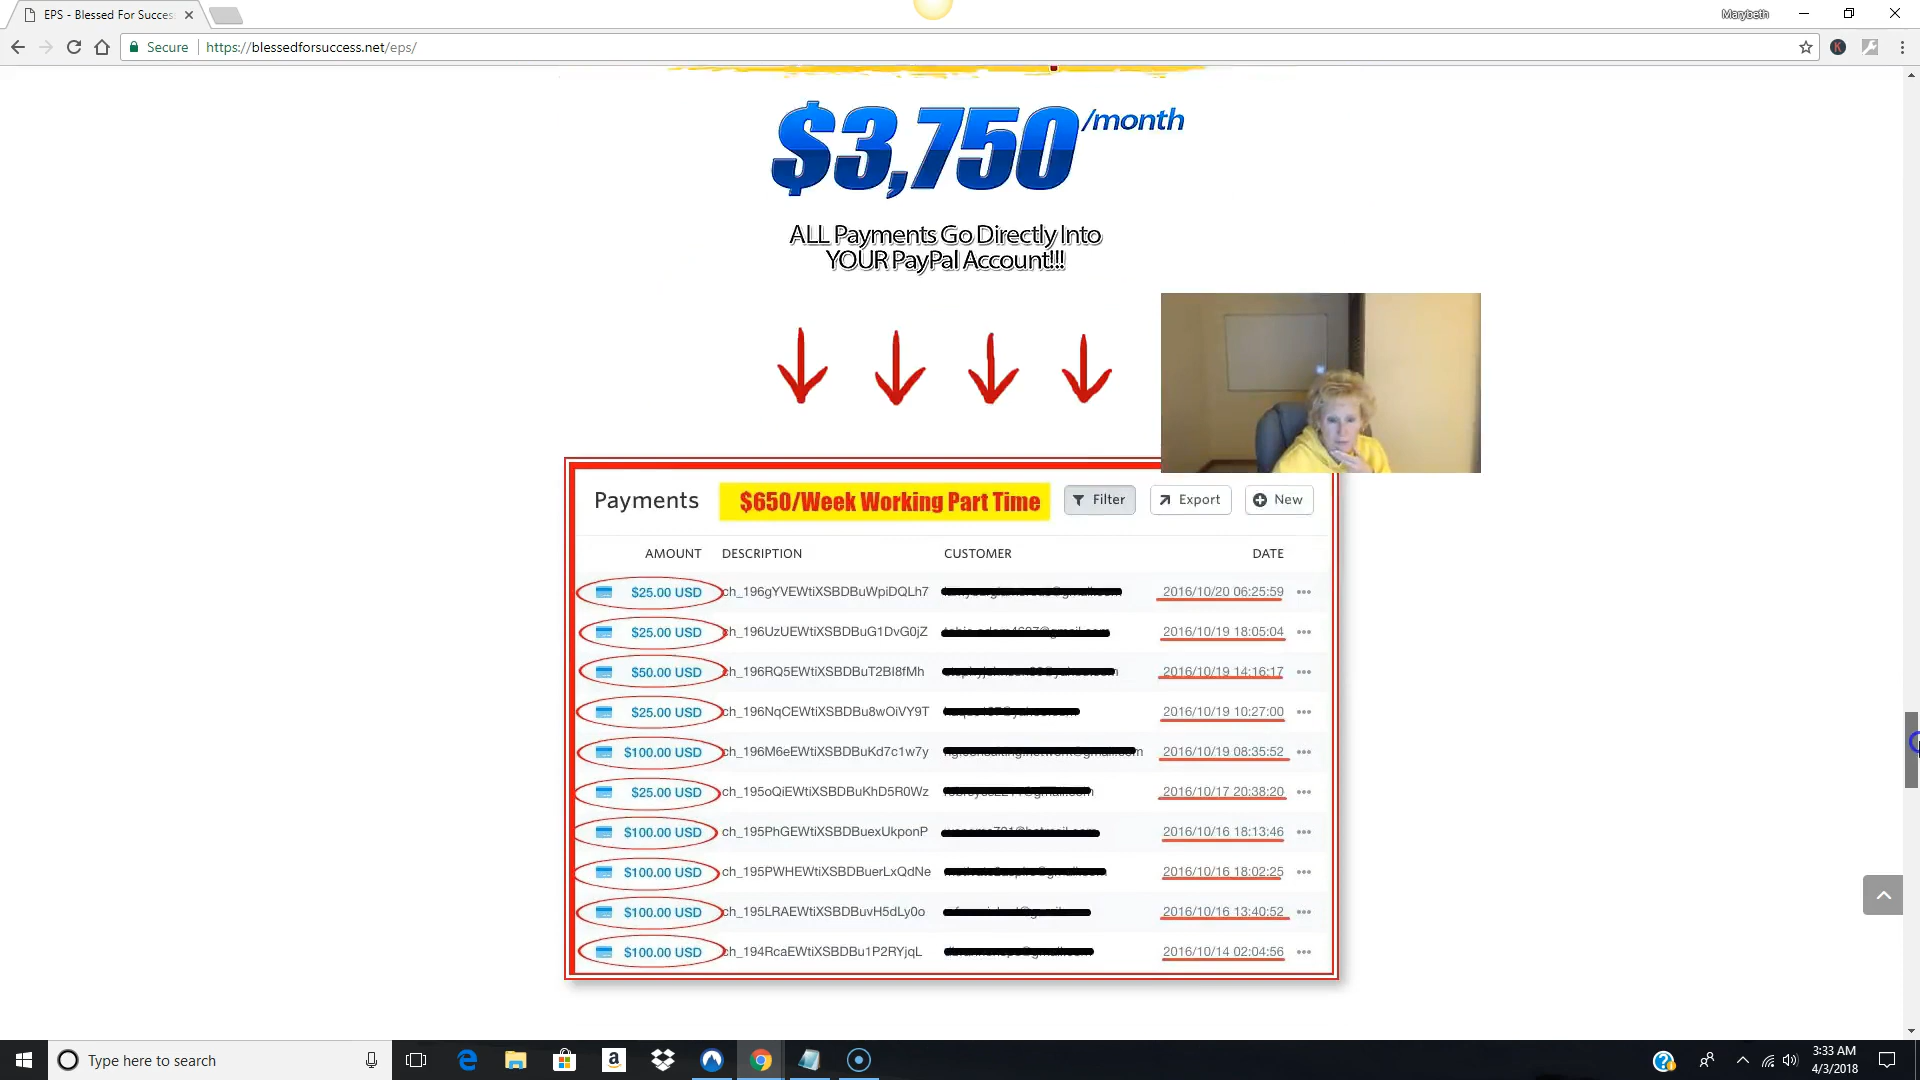 EPS - Blessed For Succes
Marybeth
Secure
https://blessedforsuccess.net/eps/
$3,750/month
ALL Payments Go Directly Into
YOUR PayPal Account!!!
Payments $650/Week Working Part Time Filter Export New
AMOUNT DESCRIPTION CUSTOMER DATE
$25.00 USD ch_196gYVEWtiXSBDBuWpiDQLh7 2016/10/20 06:25:59
$25.00 USD ch_196UzUEWtiXSBDBuG1DvG0jZ 2016/10/19 18:05:04
$50.00 USD ch_196RQ5EWtiXSBDBuT2BI8fMh 2016/10/19 14:16:17
$25.00 USD ch_196NqCEWtiXSBDBu8wOiVY9T 2016/10/19 10:27:00
$100.00 USD ch_196M6eEWtiXSBDBuKd7c1w7y 2016/10/19 08:35:52
$25.00 USD ch_195oQiEWtiXSBDBuKhD5R0Wz 2016/10/17 20:38:20
$100.00 USD ch_195PhGEWtiXSBDBuexUkponP 2016/10/16 18:13:46
$100.00 USD ch_195PWHEWtiXSBDBuerLxQdNe 2016/10/16 18:02:25
$100.00 USD ch_195LRAEWtiXSBDBuvH5dLy0o 2016/10/16 13:40:52
$100.00 USD ch_194RcaEWtiXSBDBu1P2RYjqL 2016/10/14 02:04:56
Type here to search
3:33 AM
4/3/2018